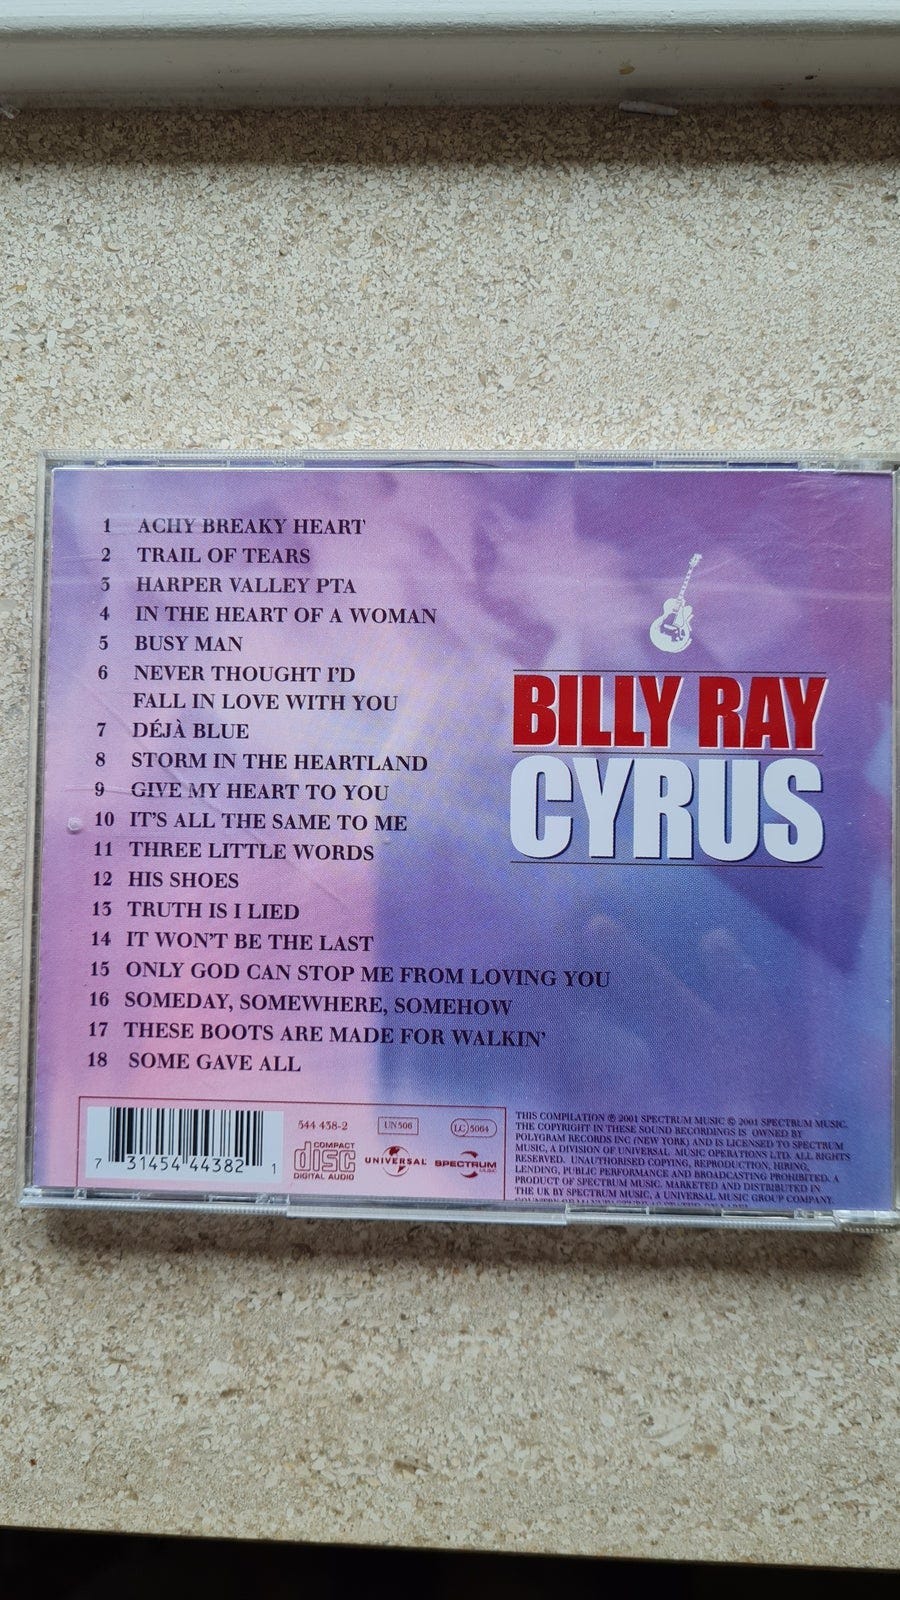 1 ACHY BREAKY HEART
2 TRAIL OF TEARS
3 HARPER VALLEY PTA
4 IN THE HEART OF A WOMAN
5 BUSY MAN
6 NEVER THOUGHT I'D
FALL IN LOVE WITH YOU
7 DÉJÀ BLUE
8 STORM IN THE HEARTLAND
9 GIVE MY HEART TO YOU
10 IT'S ALL THE SAME TO ME
11 THREE LITTLE WORDS
12 HIS SHOES
13 TRUTH IS I LIED
14 IT WON'T BE THE LAST
15 ONLY GOD CAN STOP ME FROM LOVING YOU
16 SOMEDAY, SOMEWHERE, SOMEHOW
17 THESE BOOTS ARE MADE FOR WALKIN'
18 SOME GAVE ALL
BILLY RAY
CYRUS
7 31454 44382 1
544 438-2
UN506
LC 5064
COMPACT
disc
DIGITAL AUDIO
UNIVERSAL
SPECTRUM
MUSIC
THIS COMPILATION ℗ 2001 SPECTRUM MUSIC © 2001 SPECTRUM MUSIC.
THE COPYRIGHT IN THESE SOUND RECORDINGS IS OWNED BY
POLYGRAM RECORDS INC (NEW YORK) AND IS LICENSED TO SPECTRUM
MUSIC, A DIVISION OF UNIVERSAL MUSIC OPERATIONS LTD. ALL RIGHTS
RESERVED. UNAUTHORISED COPYING, REPRODUCTION, HIRING,
LENDING, PUBLIC PERFORMANCE AND BROADCASTING PROHIBITED. A
PRODUCT OF SPECTRUM MUSIC. MARKETED AND DISTRIBUTED IN
THE UK BY SPECTRUM MUSIC, A UNIVERSAL MUSIC GROUP COMPANY.